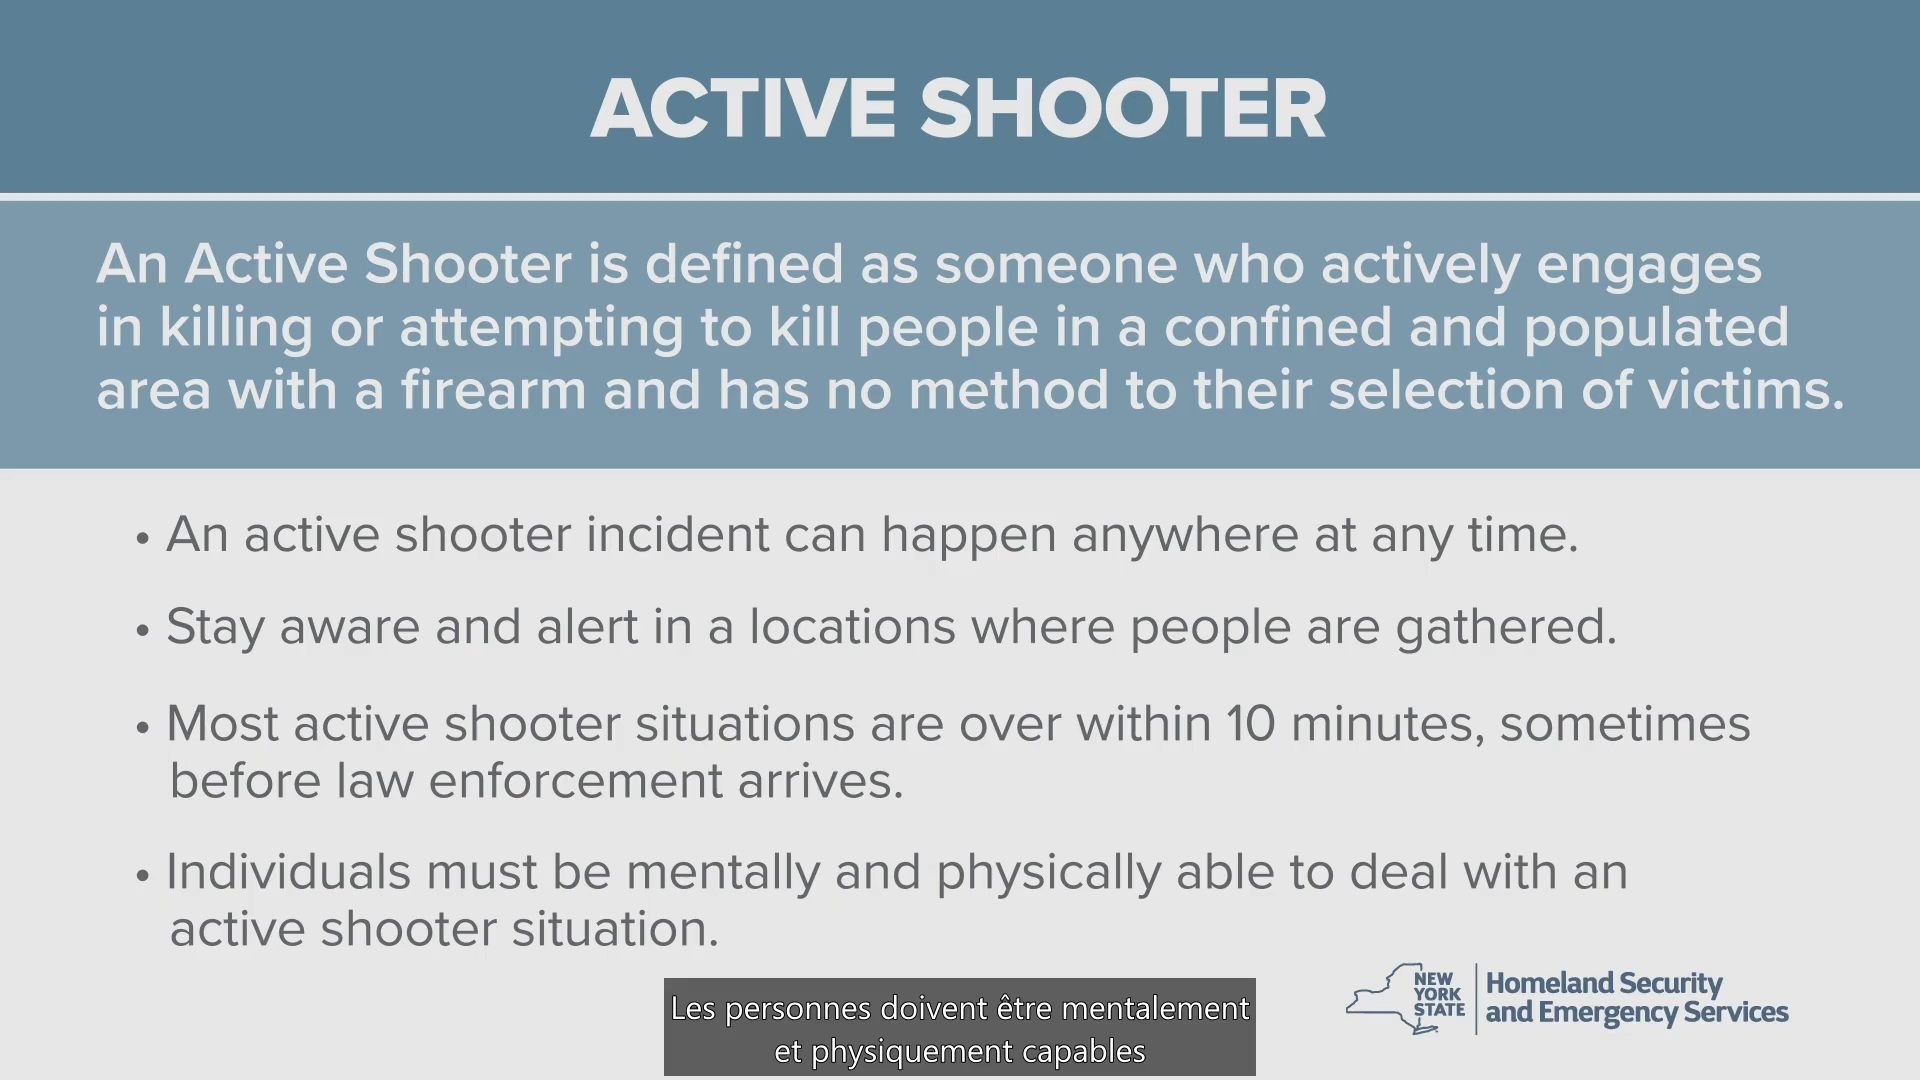 ACTIVE SHOOTER
An Active Shooter is defined as someone who actively engages
in killing or attempting to kill people in a confined and populated
area with a firearm and has no method to their selection of victims.
• An active shooter incident can happen anywhere at any time.
• Stay aware and alert in a locations where people are gathered.
• Most active shooter situations are over within 10 minutes, sometimes
before law enforcement arrives.
• Individuals must be mentally and physically able to deal with an
active shooter situation.
NEW
YORK
STATE
Homeland Security
and Emergency Services
Les personnes doivent être mentalement
et physiquement capables